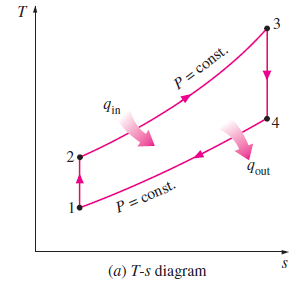 T
3
P = const.
q_in
4
2
q_out
1
P = const.
s
(a) T-s diagram